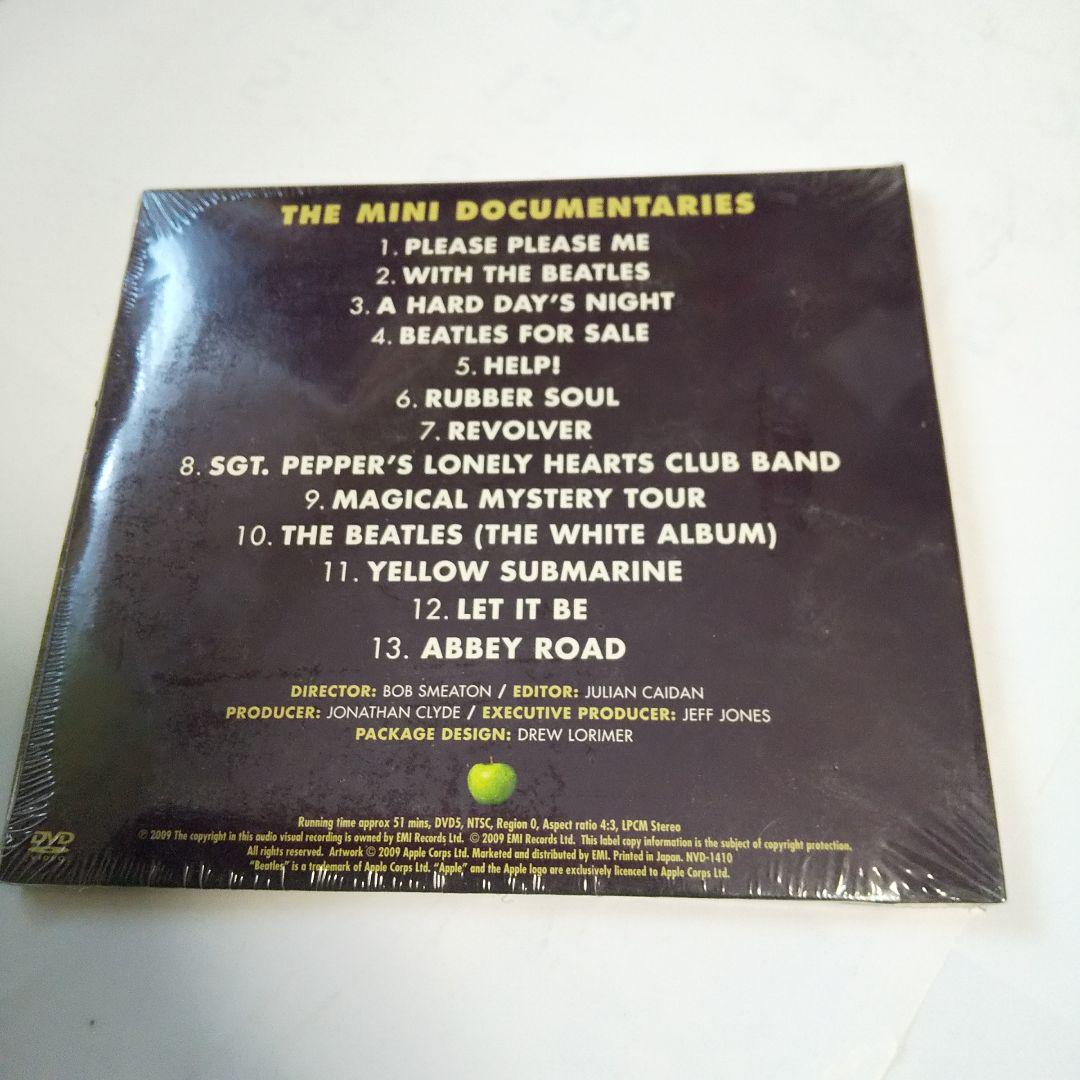 THE MINI DOCUMENTARIES
1. PLEASE PLEASE ME
2. WITH THE BEATLES
3. A HARD DAY'S NIGHT
4. BEATLES FOR SALE
5. HELP!
6. RUBBER SOUL
7. REVOLVER
8. SGT. PEPPER'S LONELY HEARTS CLUB BAND
9. MAGICAL MYSTERY TOUR
10. THE BEATLES (THE WHITE ALBUM)
11. YELLOW SUBMARINE
12. LET IT BE
13. ABBEY ROAD
DIRECTOR: BOB SMEATON / EDITOR: JULIAN CAIDAN
PRODUCER: JONATHAN CLYDE / EXECUTIVE PRODUCER: JEFF JONES
PACKAGE DESIGN: DREW LORIMER
Running time approx 51 mins, DVD5, NTSC, Region 0, Aspect ratio 4:3, LPCM Stereo
℗ 2009 The copyright in this audio visual recording is owned by EMI Records Ltd. © 2009 EMI Records Ltd. This label copy information is the subject of copyright protection.
All rights reserved. Artwork © 2009 Apple Corps Ltd. Marketed and distributed by EMI. Printed in Japan. NVD-1410
"Beatles" is a trademark of Apple Corps Ltd. "Apple" and the Apple logo are exclusively licenced to Apple Corps Ltd.
DVD
VIDEO